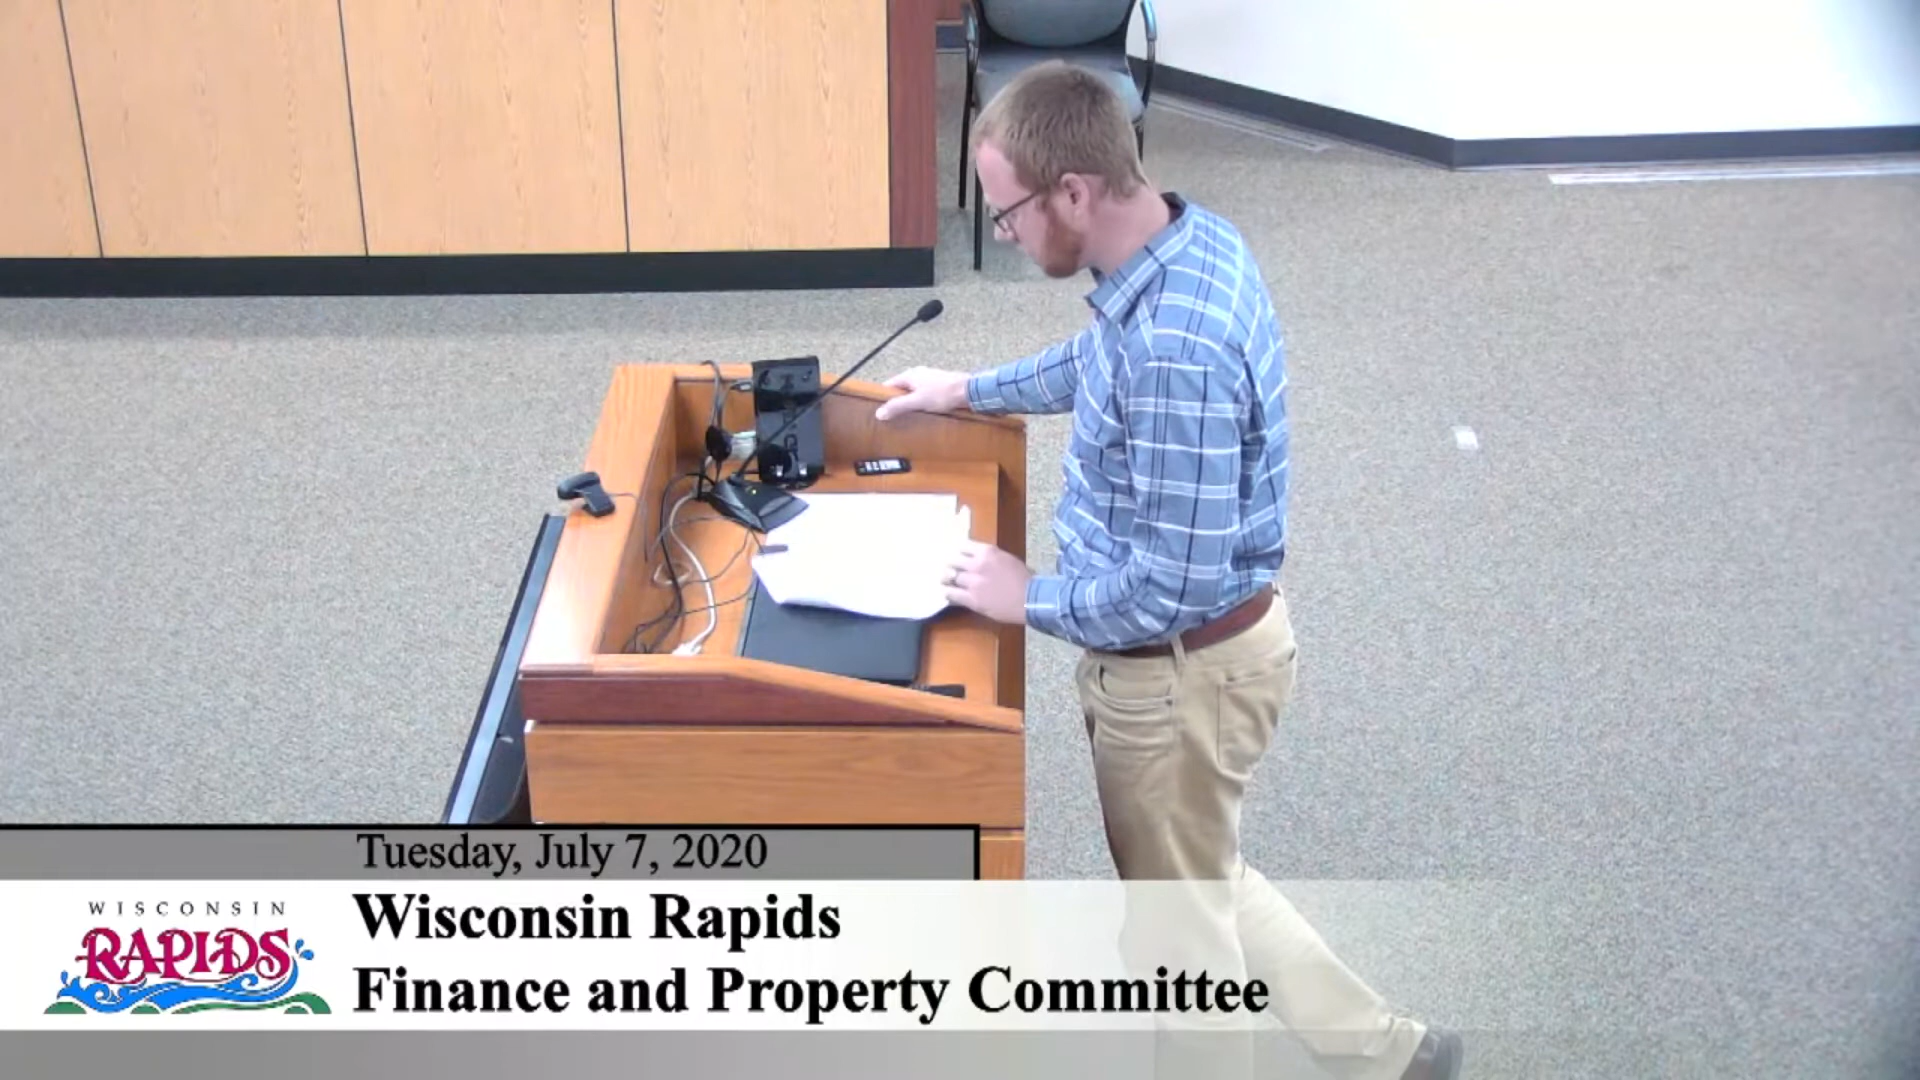 Tuesday, July 7, 2020
WISCONSIN
RAPIDS
Wisconsin Rapids
Finance and Property Committee